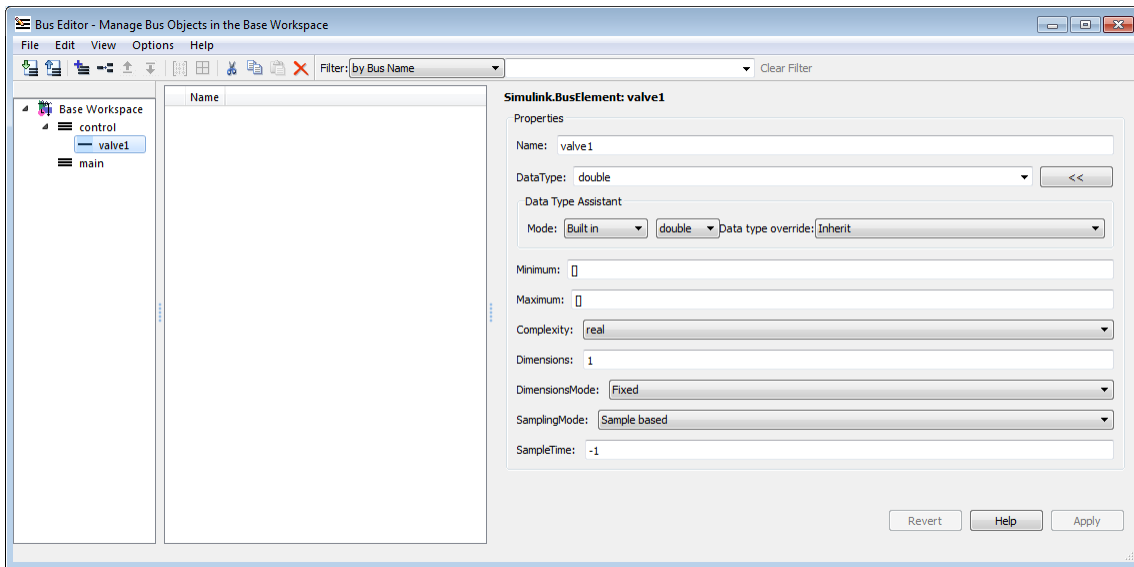 Bus Editor - Manage Bus Objects in the Base Workspace
File Edit View Options Help
Filter: by Bus Name Clear Filter
Base Workspace
control
valve1
main
Name
Simulink.BusElement: valve1
Properties
Name: valve1
DataType: double <<
Data Type Assistant
Mode: Built in double Data type override: Inherit
Minimum: []
Maximum: []
Complexity: real
Dimensions: 1
DimensionsMode: Fixed
SamplingMode: Sample based
SampleTime: -1
Revert Help Apply